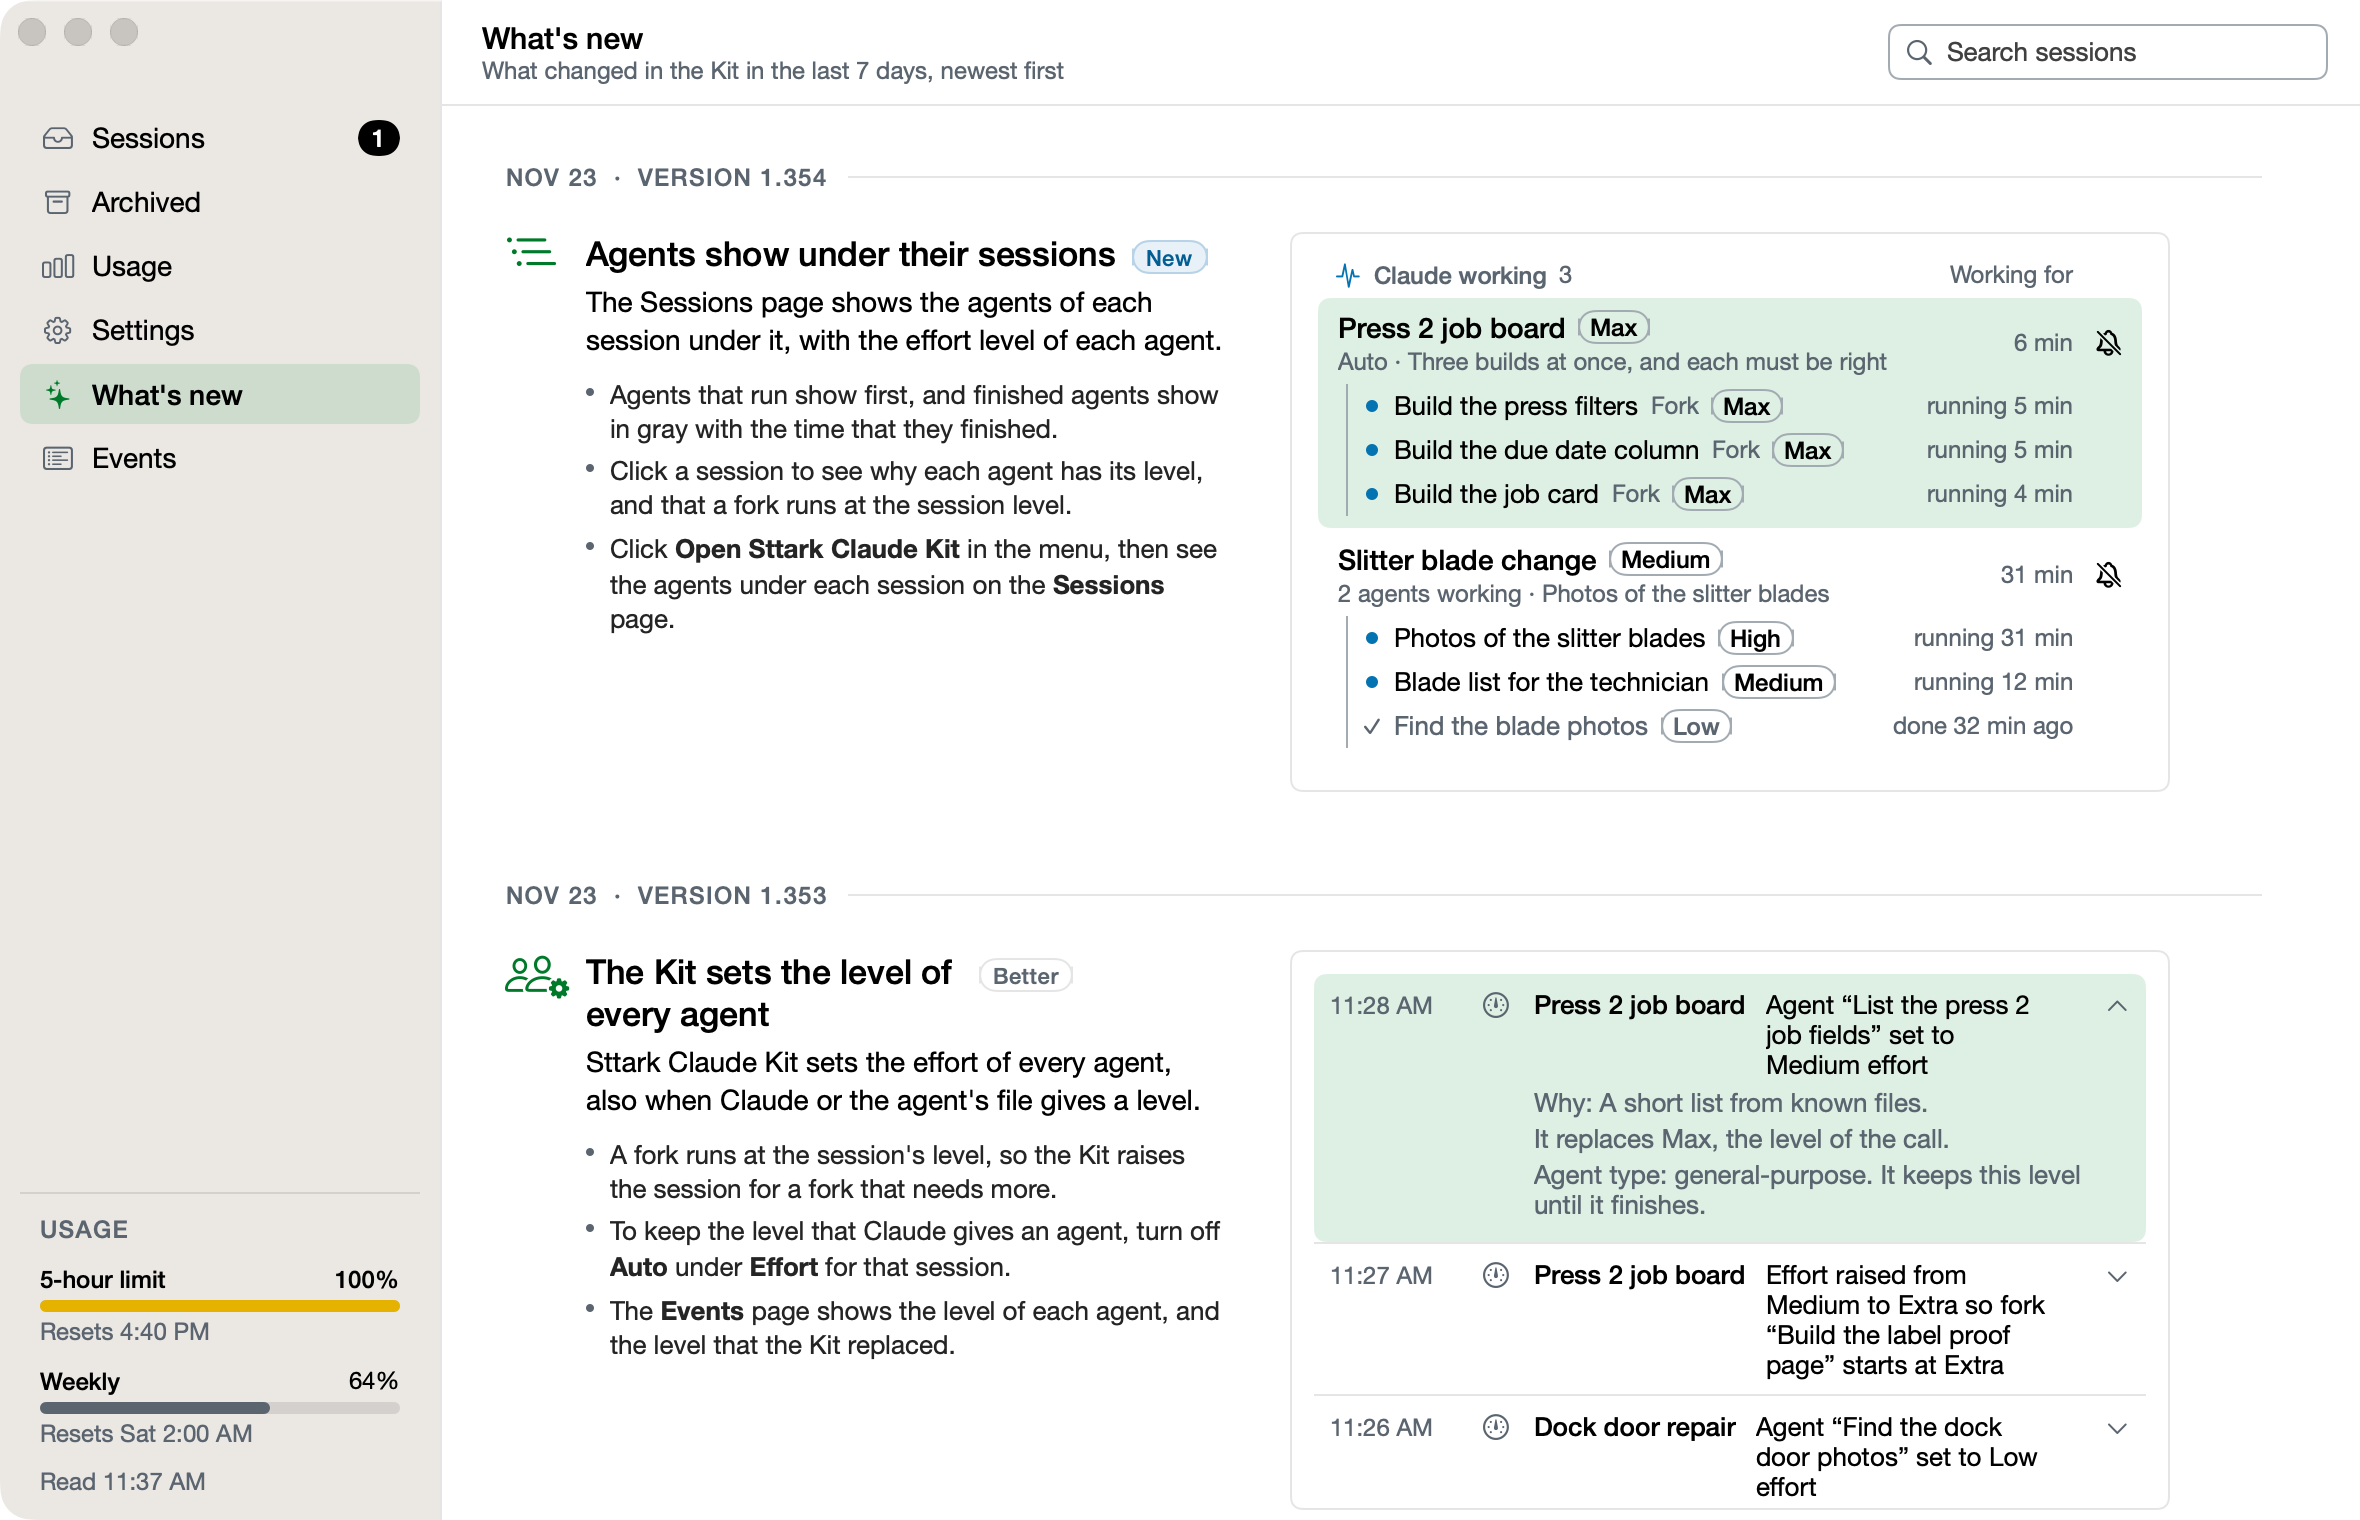 Sessions 1
Archived
Usage
Settings
What's new
Events
USAGE
5-hour limit 100%
Resets 4:40 PM
Weekly 64%
Resets Sat 2:00 AM
Read 11:37 AM
What's new
What changed in the Kit in the last 7 days, newest first
Search sessions
NOV 23 · VERSION 1.354
Agents show under their sessions New
The Sessions page shows the agents of each
session under it, with the effort level of each agent.
• Agents that run show first, and finished agents show
in gray with the time that they finished.
• Click a session to see why each agent has its level,
and that a fork runs at the session level.
• Click Open Sttark Claude Kit in the menu, then see
the agents under each session on the Sessions
page.
Claude working 3 Working for
Press 2 job board Max 6 min
Auto · Three builds at once, and each must be right
Build the press filters Fork Max running 5 min
Build the due date column Fork Max running 5 min
Build the job card Fork Max running 4 min
Slitter blade change Medium 31 min
2 agents working · Photos of the slitter blades
Photos of the slitter blades High running 31 min
Blade list for the technician Medium running 12 min
Find the blade photos Low done 32 min ago
NOV 23 · VERSION 1.353
The Kit sets the level of Better
every agent
Sttark Claude Kit sets the effort of every agent,
also when Claude or the agent's file gives a level.
• A fork runs at the session's level, so the Kit raises
the session for a fork that needs more.
• To keep the level that Claude gives an agent, turn off
Auto under Effort for that session.
• The Events page shows the level of each agent, and
the level that the Kit replaced.
11:28 AM Press 2 job board Agent “List the press 2
job fields” set to
Medium effort
Why: A short list from known files.
It replaces Max, the level of the call.
Agent type: general-purpose. It keeps this level
until it finishes.
11:27 AM Press 2 job board Effort raised from
Medium to Extra so fork
“Build the label proof
page” starts at Extra
11:26 AM Dock door repair Agent “Find the dock
door photos” set to Low
effort